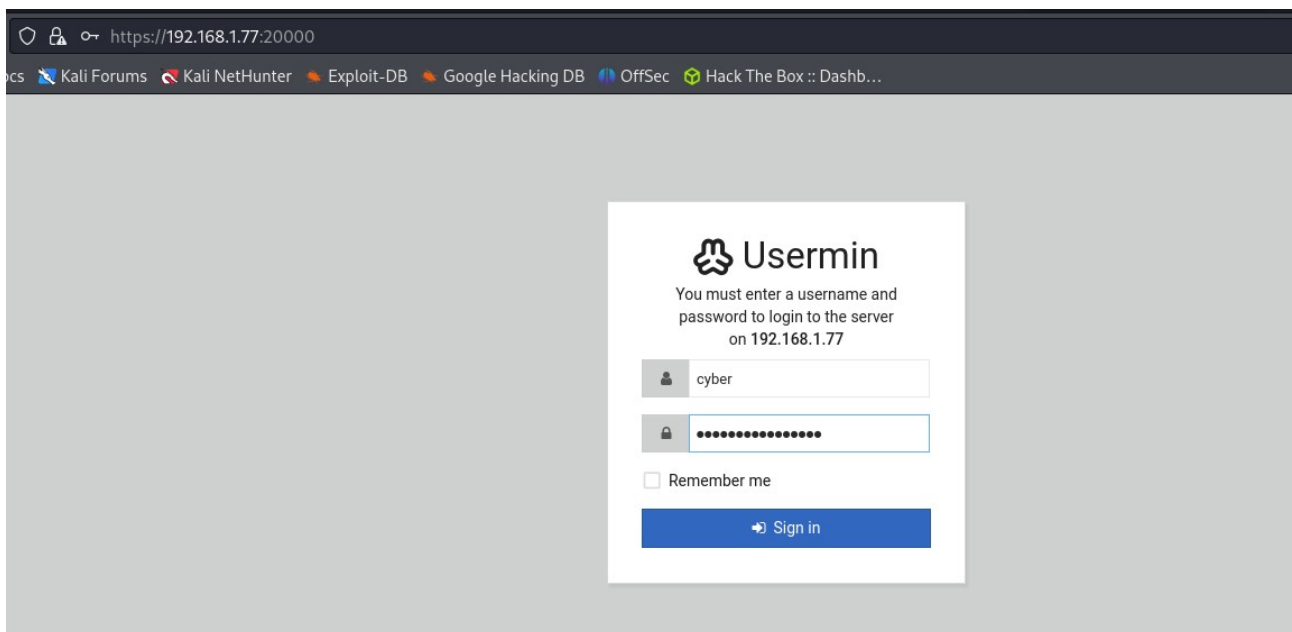 https://192.168.1.77:20000
ocs Kali Forums Kali NetHunter Exploit-DB Google Hacking DB OffSec Hack The Box :: Dashb...
Usermin
You must enter a username and
password to login to the server
on 192.168.1.77
cyber
••••••••••••••••
Remember me
Sign in